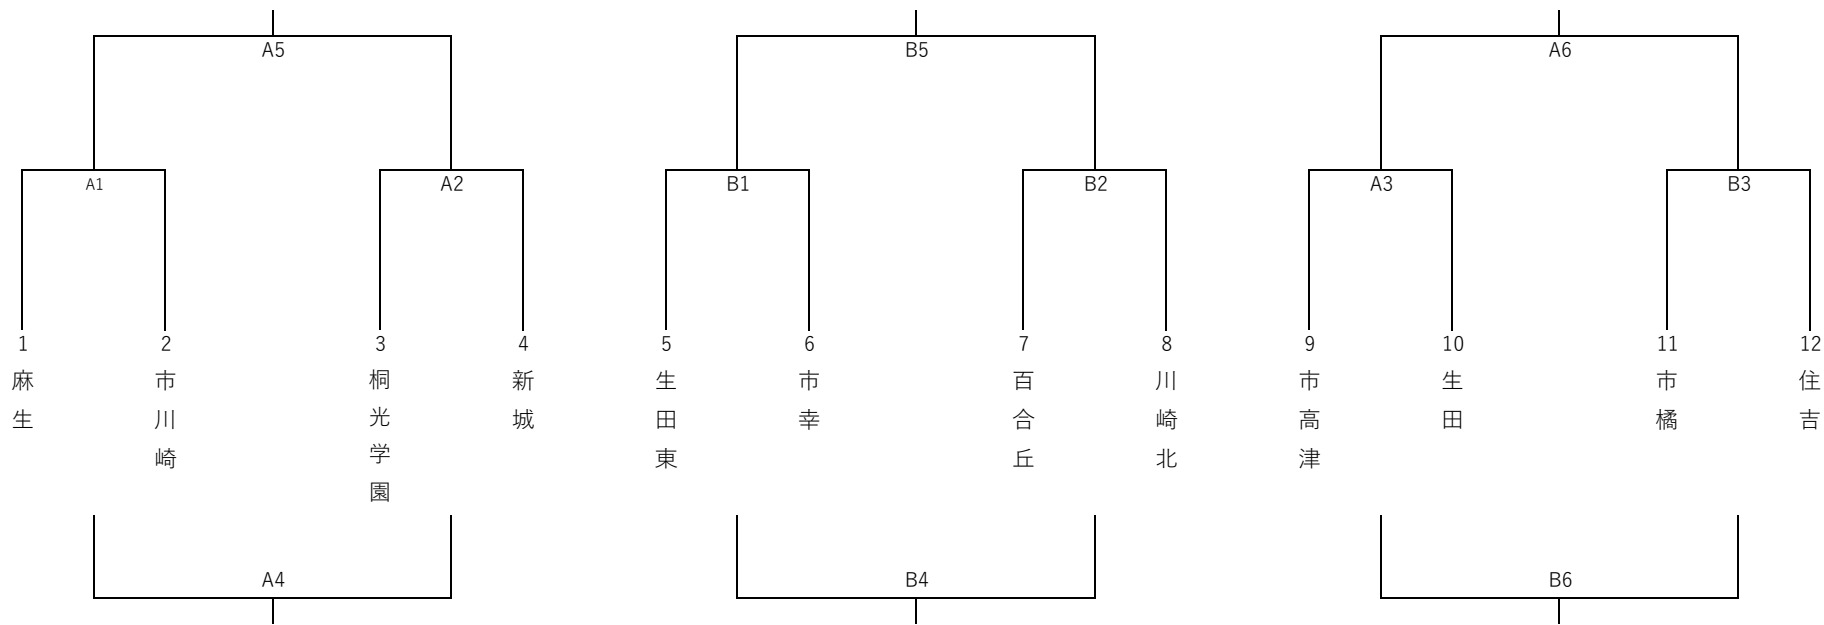 A5
B5
A6
A1
A2
B1
B2
A3
B3
1
2
3
4
5
6
7
8
9
10
11
12
麻生
市川崎
桐光学園
新城
生田東
市幸
百合丘
川崎北
市高津
生田
市橘
住吉
A4
B4
B6